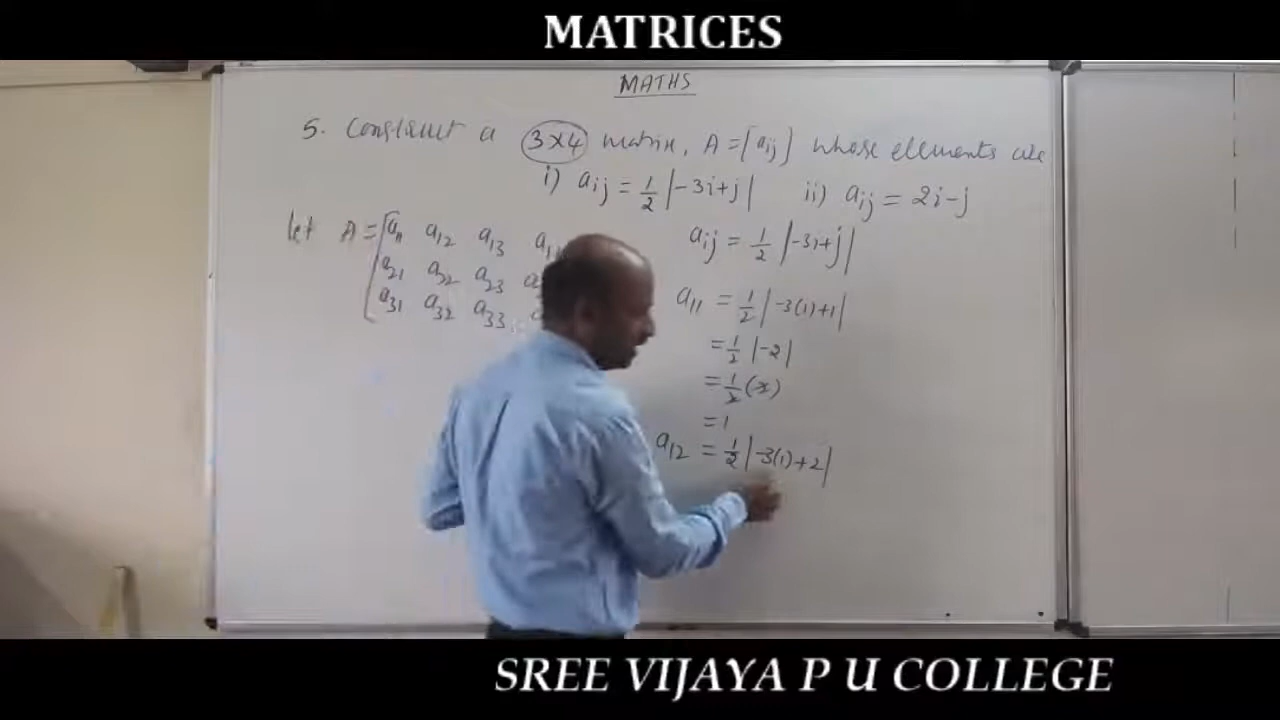 MATRICES
MATHS
5. Construct a 3×4 matrix, A = [aij] whose elements are
i) aij = 1/2 |-3i+j| ii) aij = 2i-j
let A = [a11 a12 a13
a21 a22 a23
a31 a32 a33
aij = 1/2 |-3i+j|
a11 = 1/2 |-3(1)+1|
= 1/2 |-2|
= 1/2 (2)
= 1
a12 = 1/2 |-3(1)+2|
SREE VIJAYA P U COLLEGE